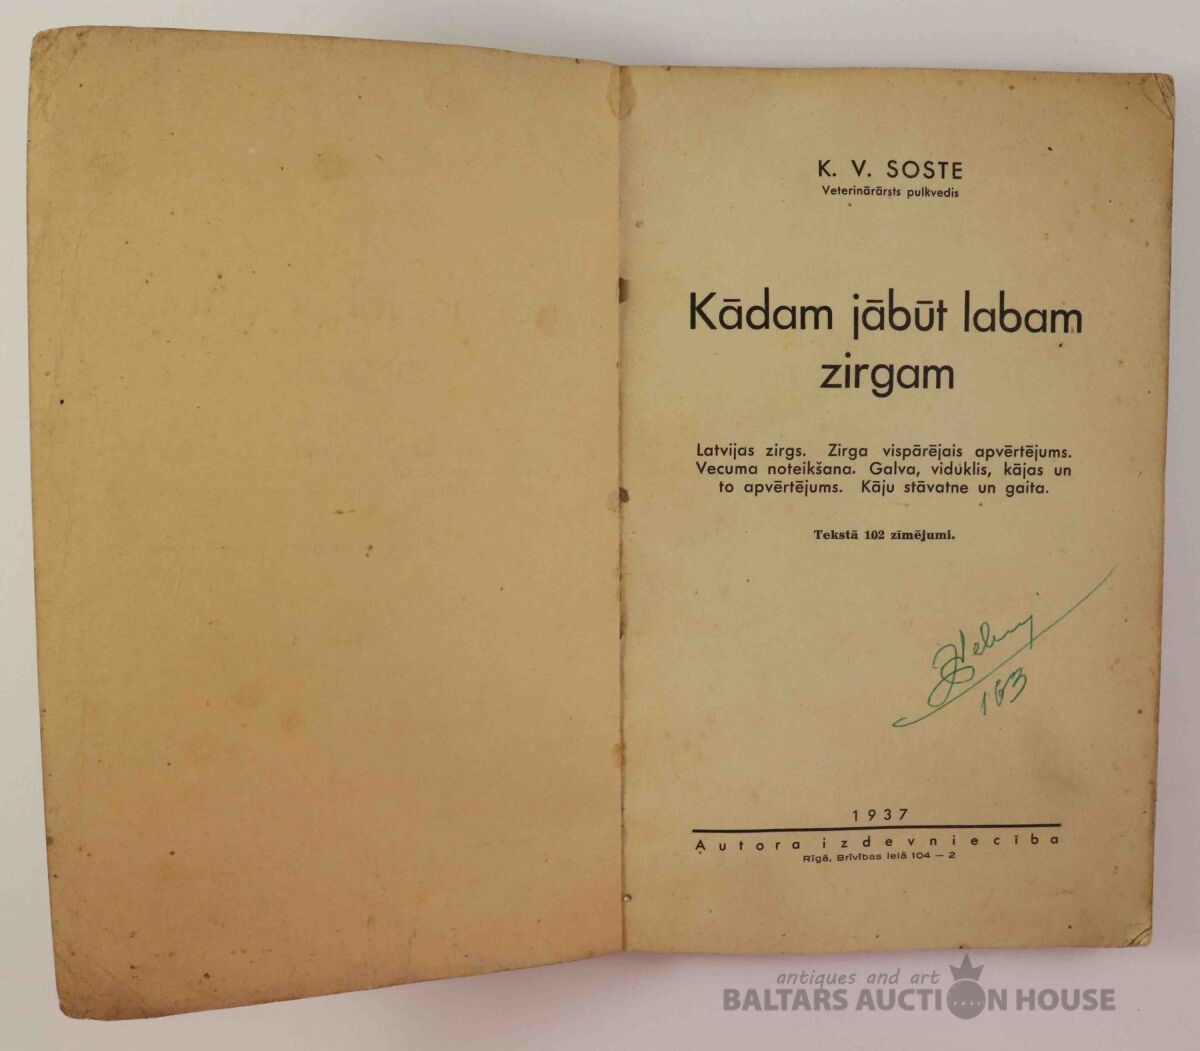 K. V. SOSTE
Veterinārārsts pulkvedis
Kādam jābūt labam
zirgam
Latvijas zirgs. Zirga vispārējais apvērtējums.
Vecuma noteikšana. Galva, viduklis, kājas un
to apvērtējums. Kāju stāvatne un gaita.
Tekstā 102 zīmējumi.
163
1937
Autora izdevniecība
Rīgā, Brīvības ielā 104 — 2
antiques and art
BALTARS AUCTION HOUSE